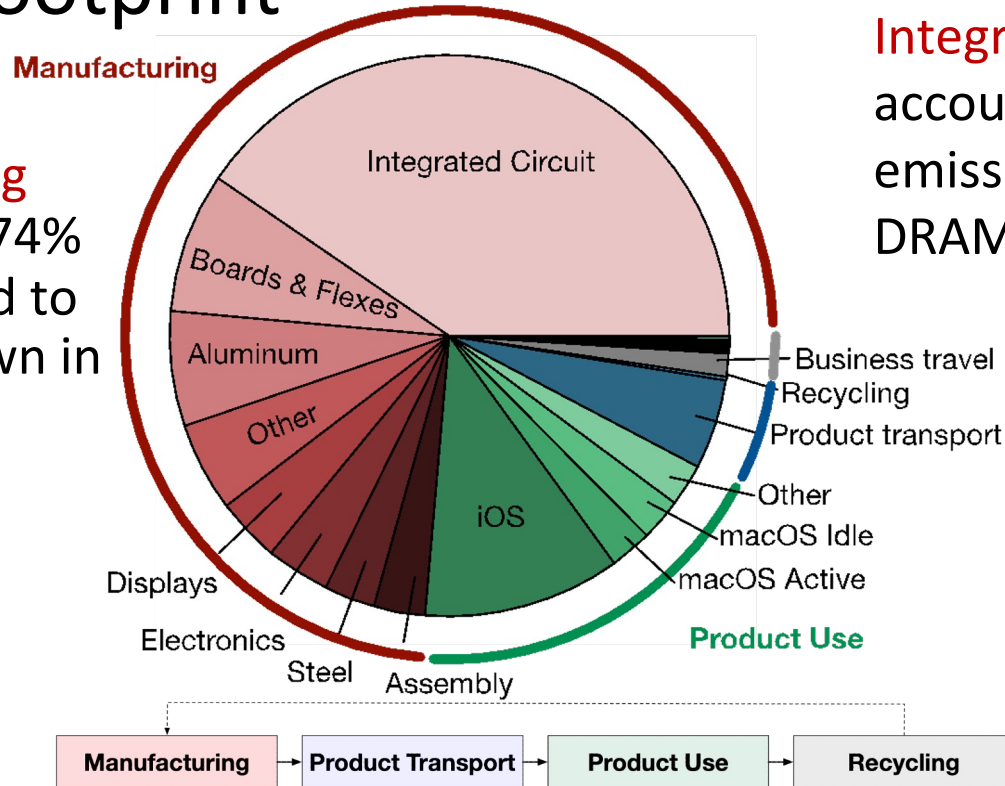 ootprint
Manufacturing
g
74%
d to
wn in
Integr
accou
emiss
DRAM
Integrated Circuit
Boards & Flexes
Aluminum
Other
Displays
Electronics
Steel
Assembly
iOS
Business travel
Recycling
Product transport
Other
macOS Idle
macOS Active
Product Use
Manufacturing
Product Transport
Product Use
Recycling